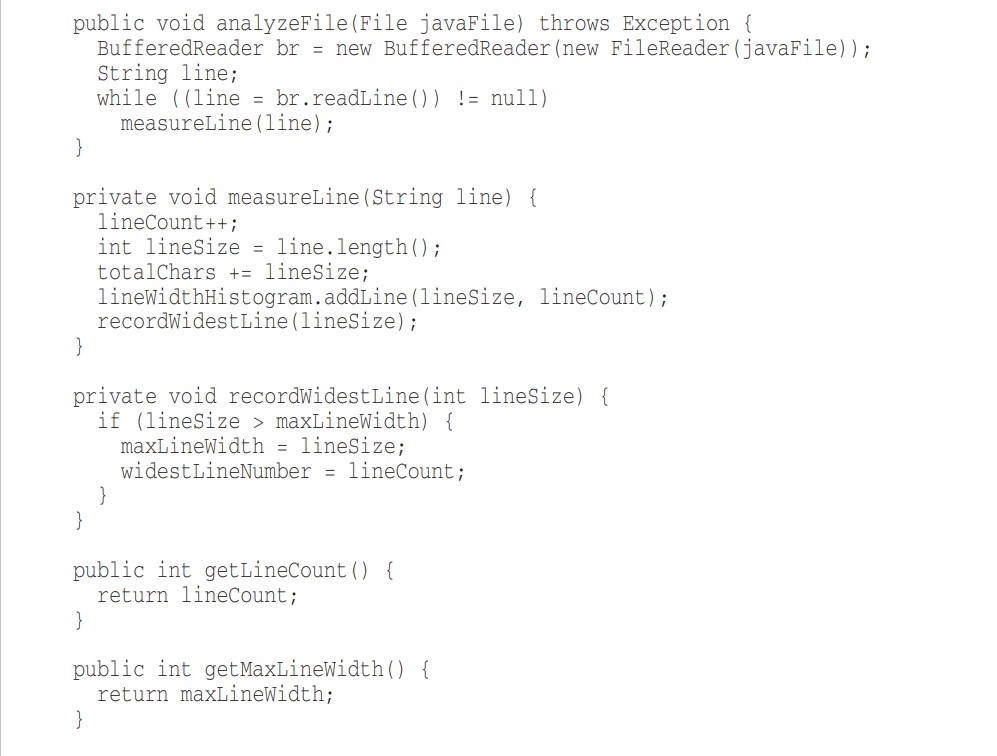 public void analyzeFile(File javaFile) throws Exception {
  BufferedReader br = new BufferedReader(new FileReader(javaFile));
  String line;
  while ((line = br.readLine()) != null)
    measureLine(line);
}

private void measureLine(String line) {
  lineCount++;
  int lineSize = line.length();
  totalChars += lineSize;
  lineWidthHistogram.addLine(lineSize, lineCount);
  recordWidestLine(lineSize);
}

private void recordWidestLine(int lineSize) {
  if (lineSize > maxLineWidth) {
    maxLineWidth = lineSize;
    widestLineNumber = lineCount;
  }
}

public int getLineCount() {
  return lineCount;
}

public int getMaxLineWidth() {
  return maxLineWidth;
}